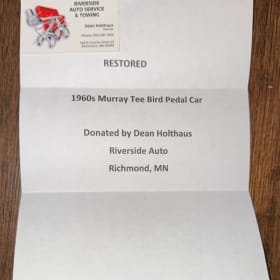 RIVERSIDE
AUTO SERVICE
& TOWING
Dean Holthaus
Owner
RESTORED
1960s Murray Tee Bird Pedal Car
Donated by Dean Holthaus
Riverside Auto
Richmond, MN